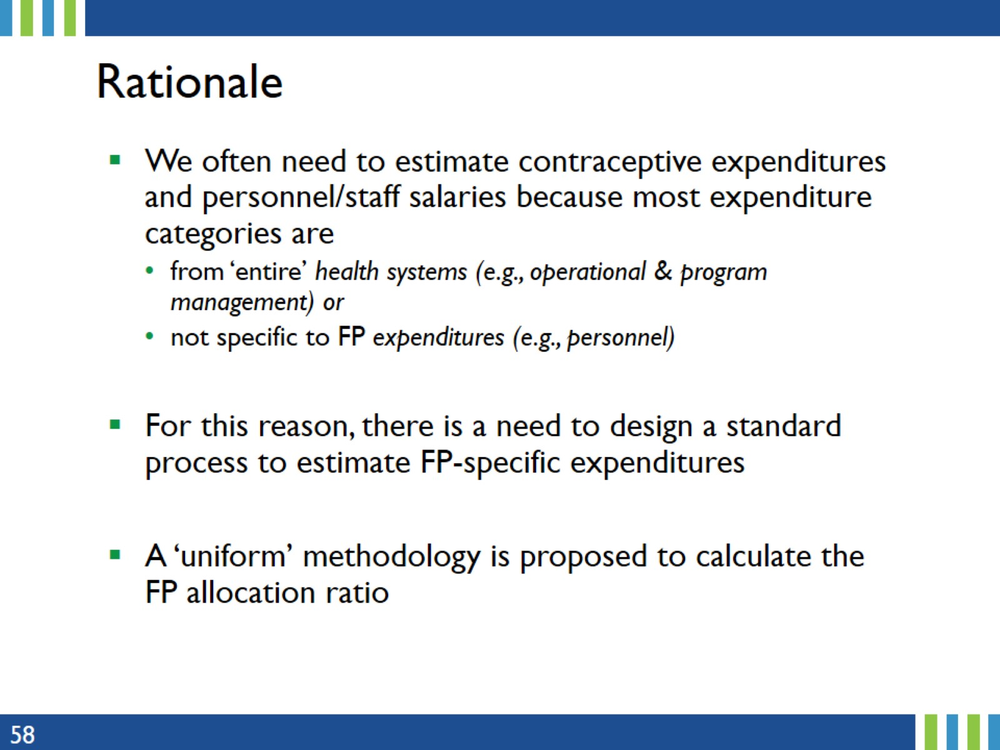 Rationale
▪ We often need to estimate contraceptive expenditures
and personnel/staff salaries because most expenditure
categories are
• from ‘entire’ health systems (e.g., operational & program
management) or
• not specific to FP expenditures (e.g., personnel)
▪ For this reason, there is a need to design a standard
process to estimate FP-specific expenditures
▪ A ‘uniform’ methodology is proposed to calculate the
FP allocation ratio
58